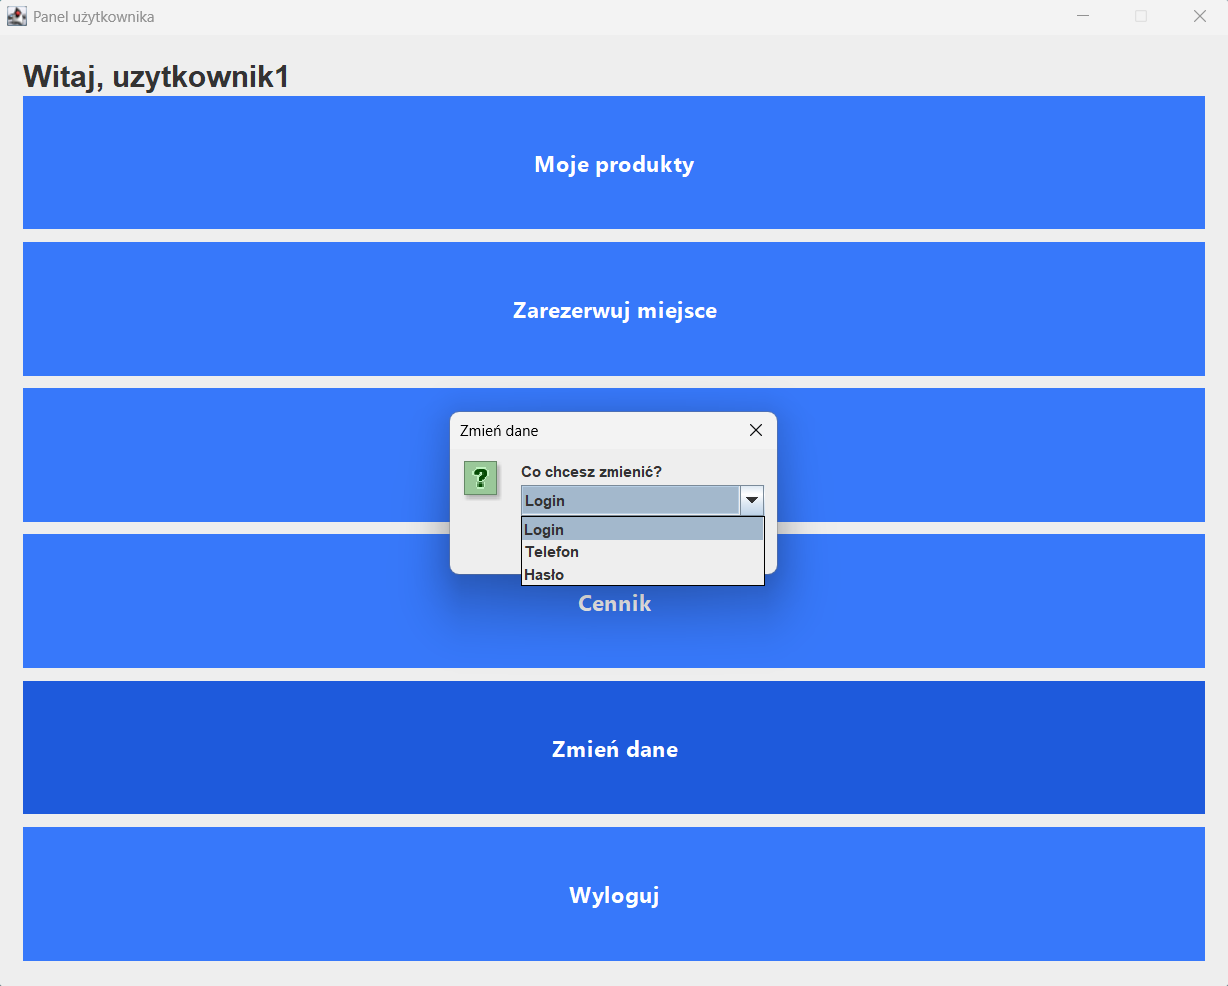 Panel użytkownika
Witaj, uzytkownik1
Moje produkty
Zarezerwuj miejsce
Zmień dane
?
Co chcesz zmienić?
Login
Login
Telefon
Hasło
Cennik
Zmień dane
Wyloguj